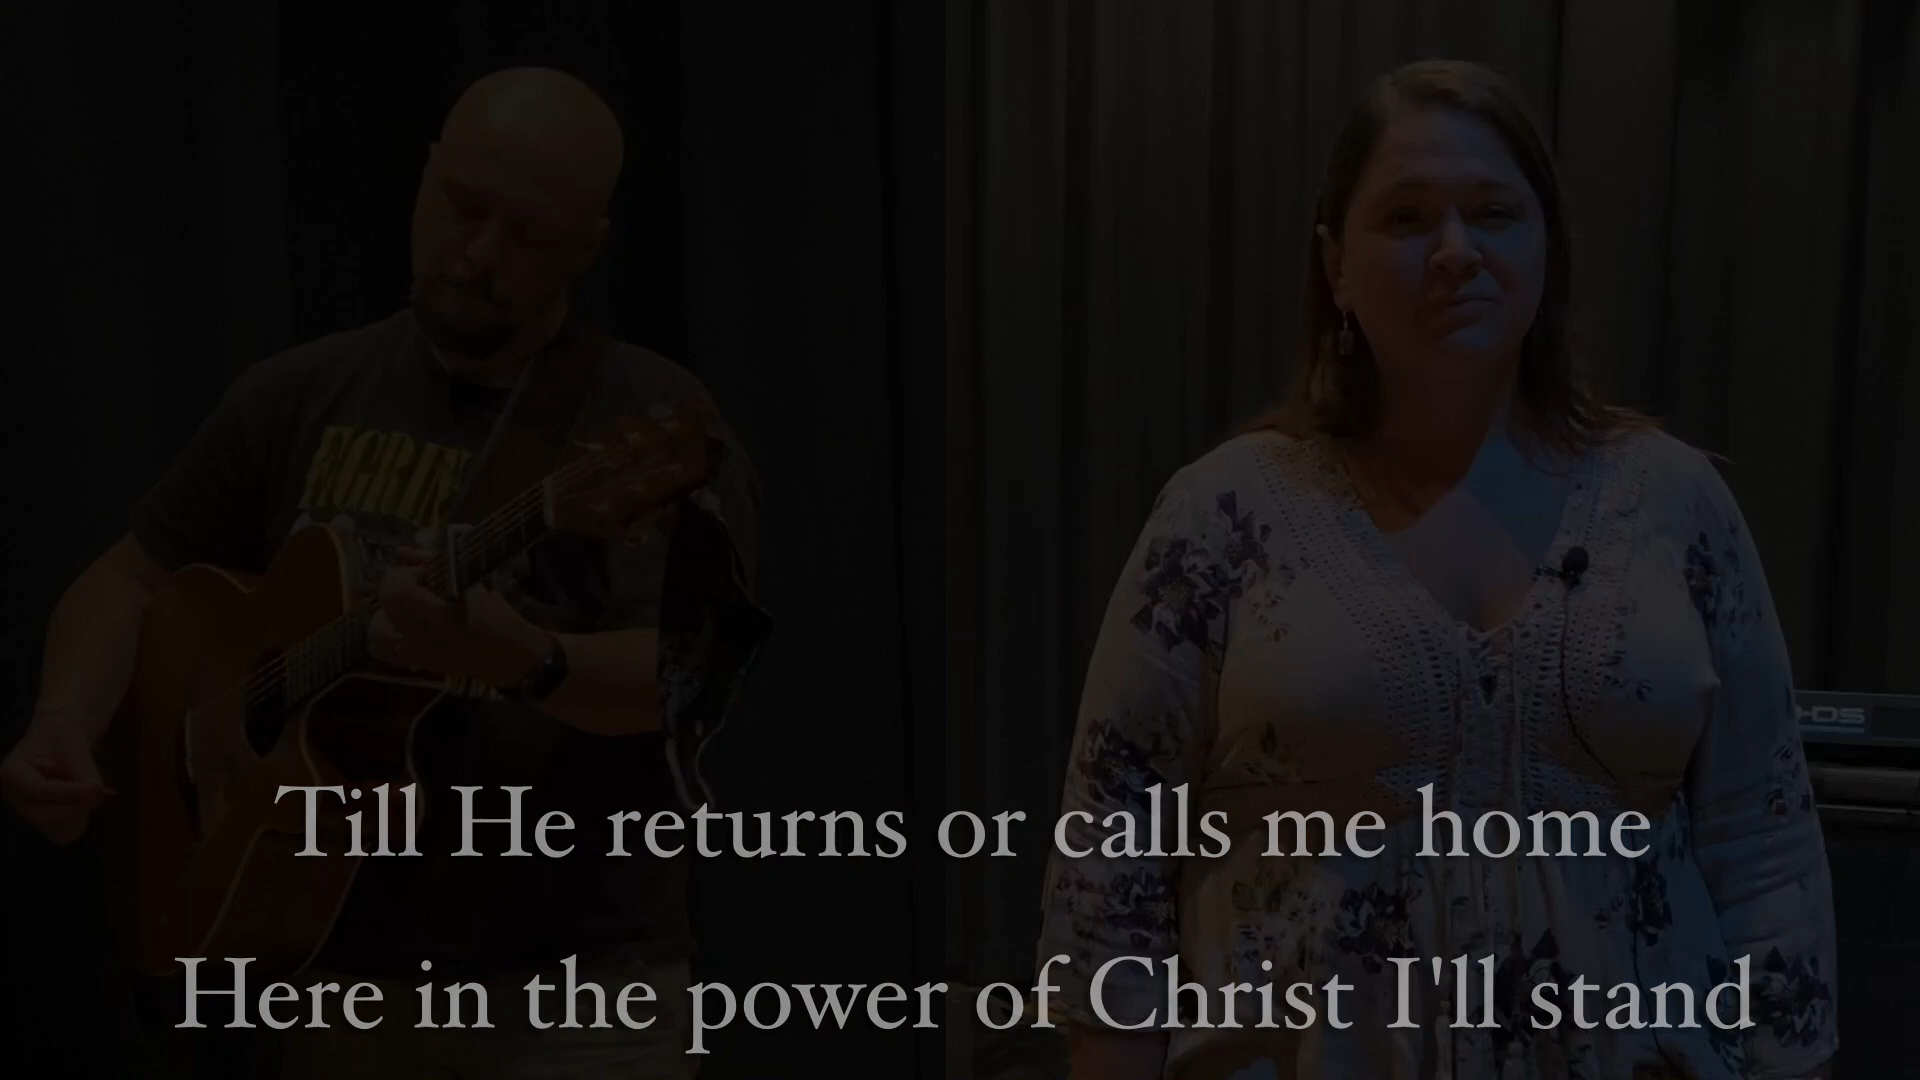 Till He returns or calls me home
Here in the power of Christ I'll stand